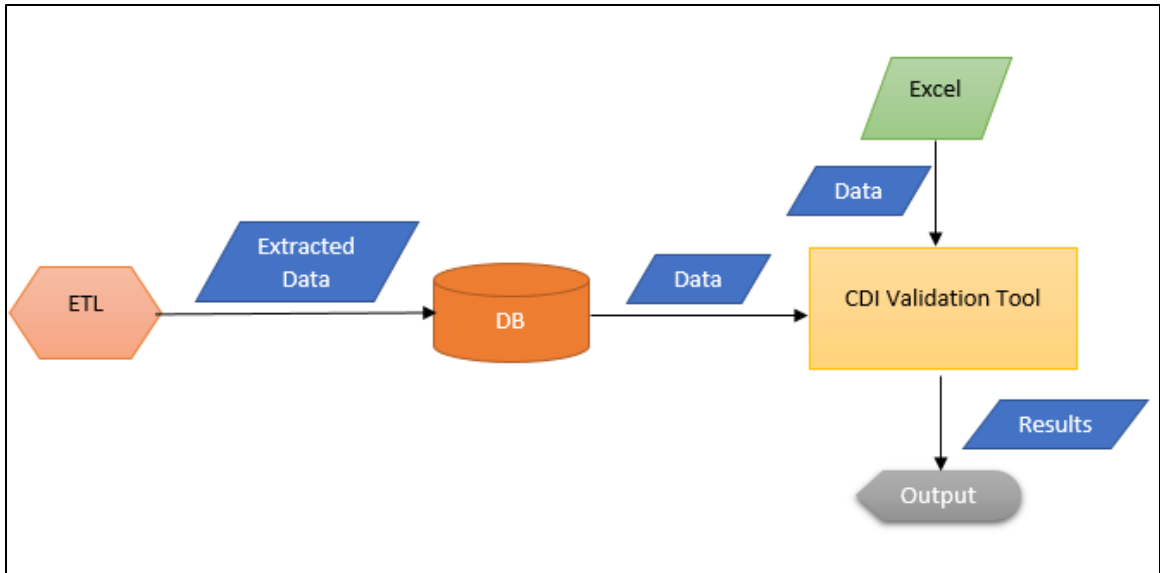 Excel
Data
Extracted
Data
Data
CDI Validation Tool
ETL
DB
Results
Output